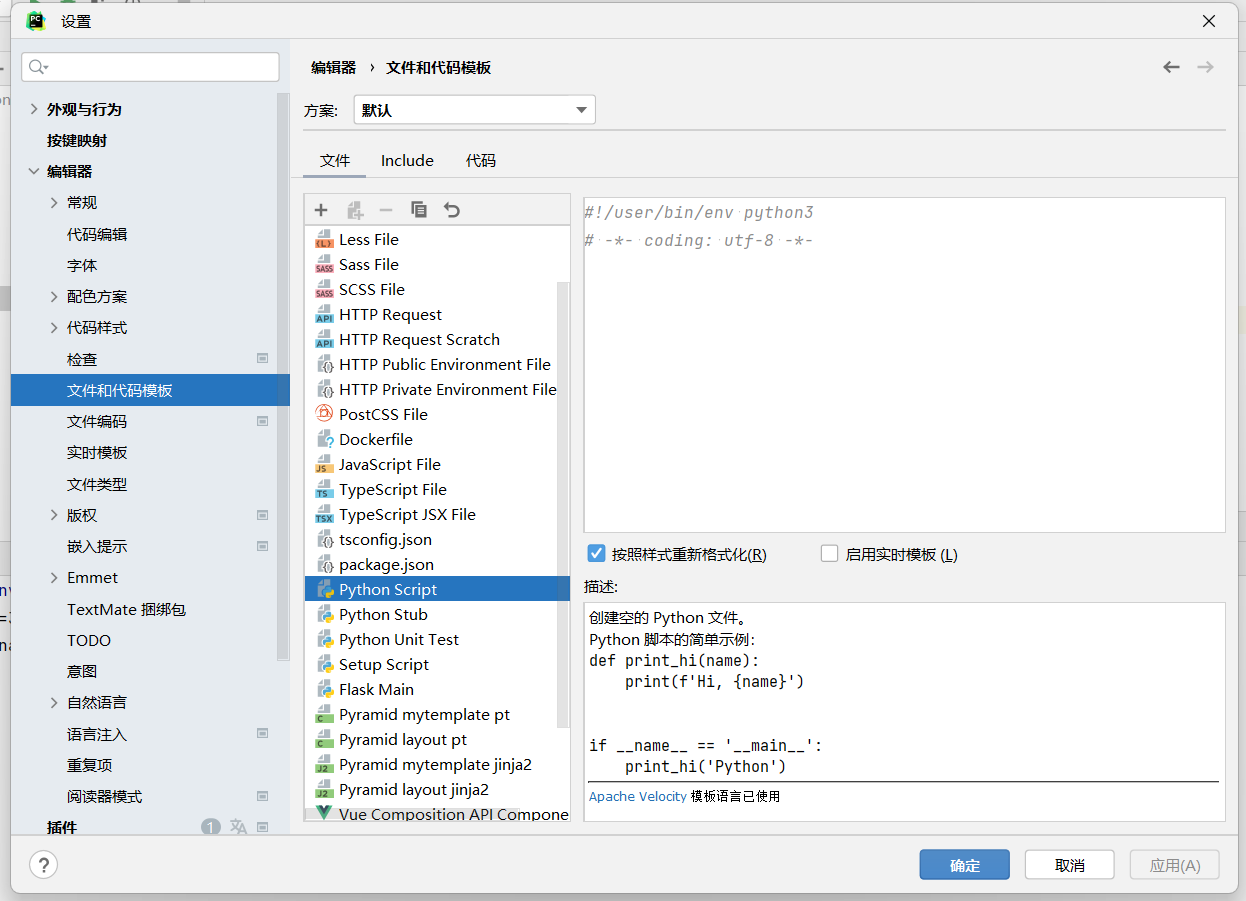 设置
编辑器 › 文件和代码模板
方案: 默认
文件 Include 代码
外观与行为
按键映射
编辑器
常规
代码编辑
字体
配色方案
代码样式
检查
文件和代码模板
文件编码
实时模板
文件类型
版权
嵌入提示
Emmet
TextMate 捆绑包
TODO
意图
自然语言
语言注入
重复项
阅读器模式
插件 1
Less File
Sass File
SCSS File
HTTP Request
HTTP Request Scratch
HTTP Public Environment File
HTTP Private Environment File
PostCSS File
Dockerfile
JavaScript File
TypeScript File
TypeScript JSX File
tsconfig.json
package.json
Python Script
Python Stub
Python Unit Test
Setup Script
Flask Main
Pyramid mytemplate pt
Pyramid layout pt
Pyramid mytemplate jinja2
Pyramid layout jinja2
Vue Composition API Compone
#!/user/bin/env python3
# -*- coding: utf-8 -*-
按照样式重新格式化(R) 启用实时模板 (L)
描述:
创建空的 Python 文件。
Python 脚本的简单示例:
def print_hi(name):
    print(f'Hi, {name}')
if __name__ == '__main__':
    print_hi('Python')
Apache Velocity 模板语言已使用
? 确定 取消 应用(A)